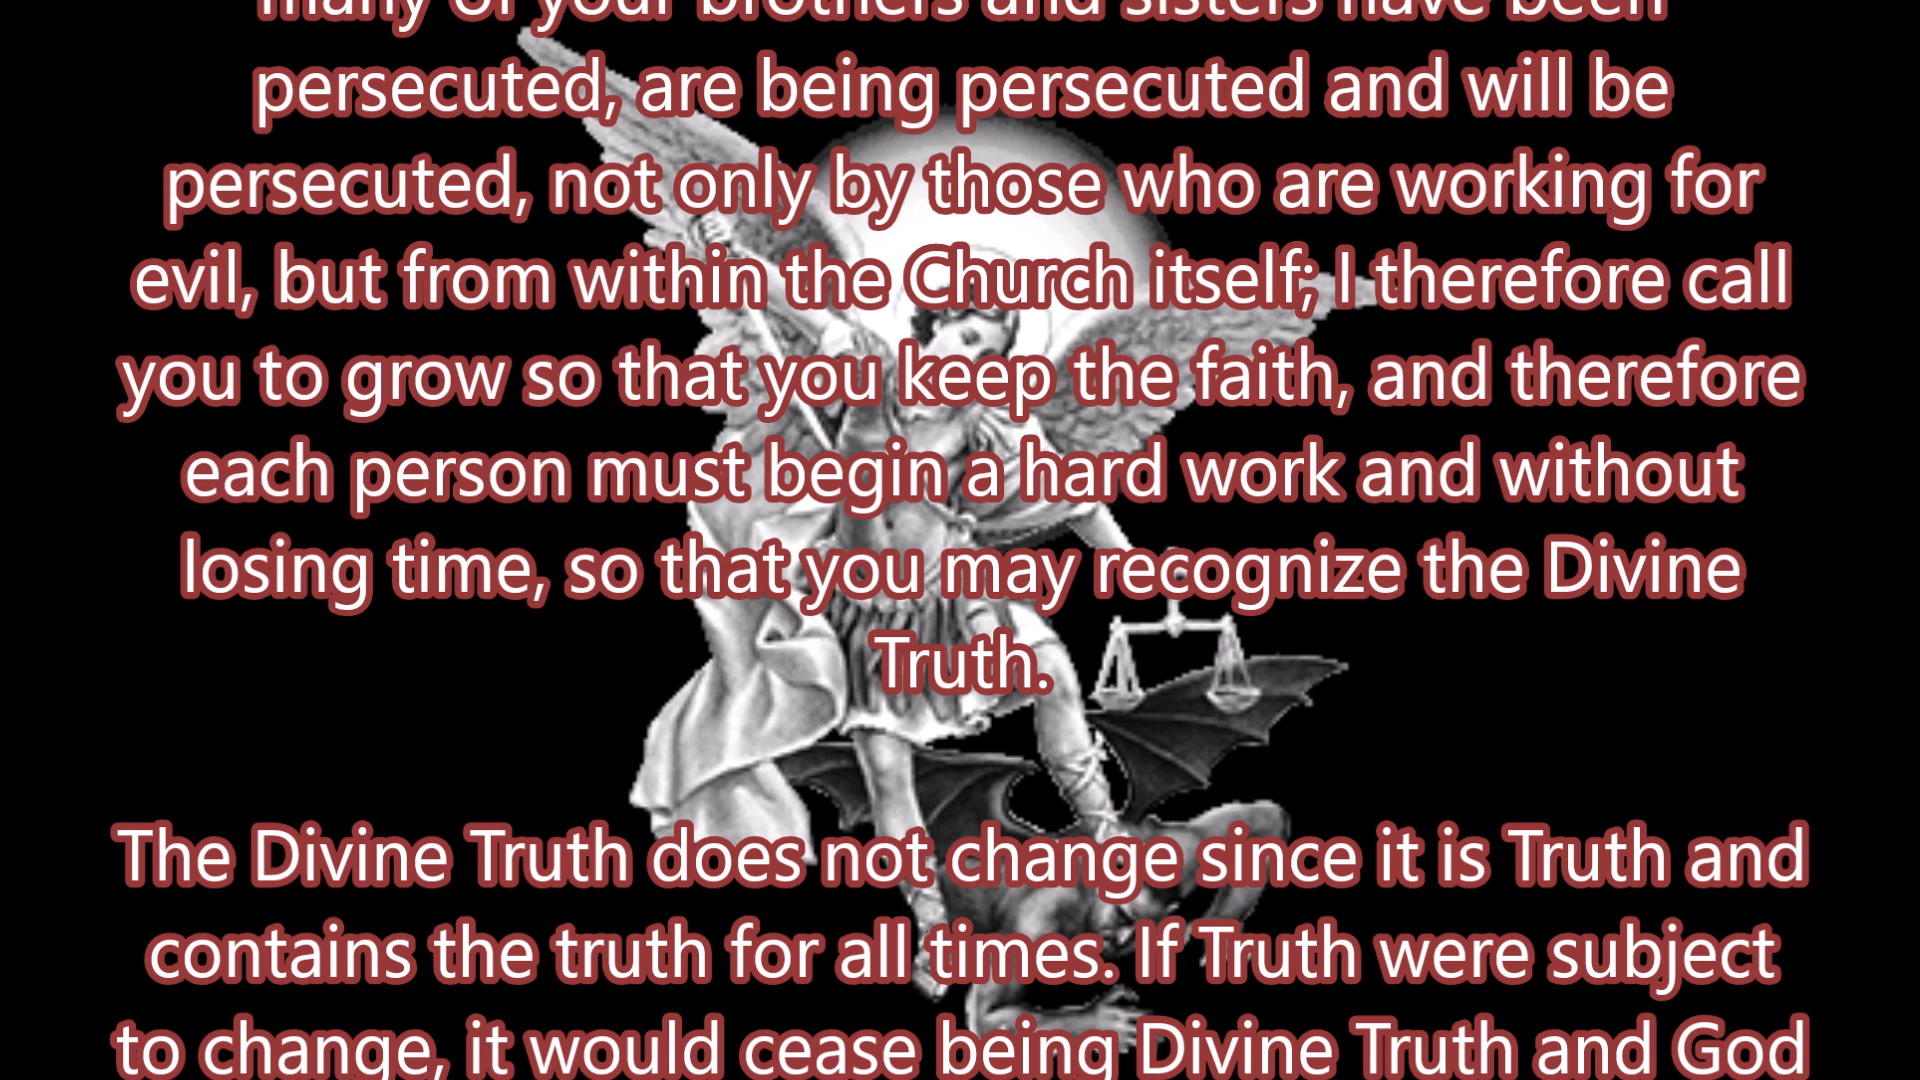 many of your brothers and sisters have been
persecuted, are being persecuted and will be
persecuted, not only by those who are working for
evil, but from within the Church itself; I therefore call
you to grow so that you keep the faith, and therefore
each person must begin a hard work and without
losing time, so that you may recognize the Divine
Truth.
The Divine Truth does not change since it is Truth and
contains the truth for all times. If Truth were subject
to change, it would cease being Divine Truth and God